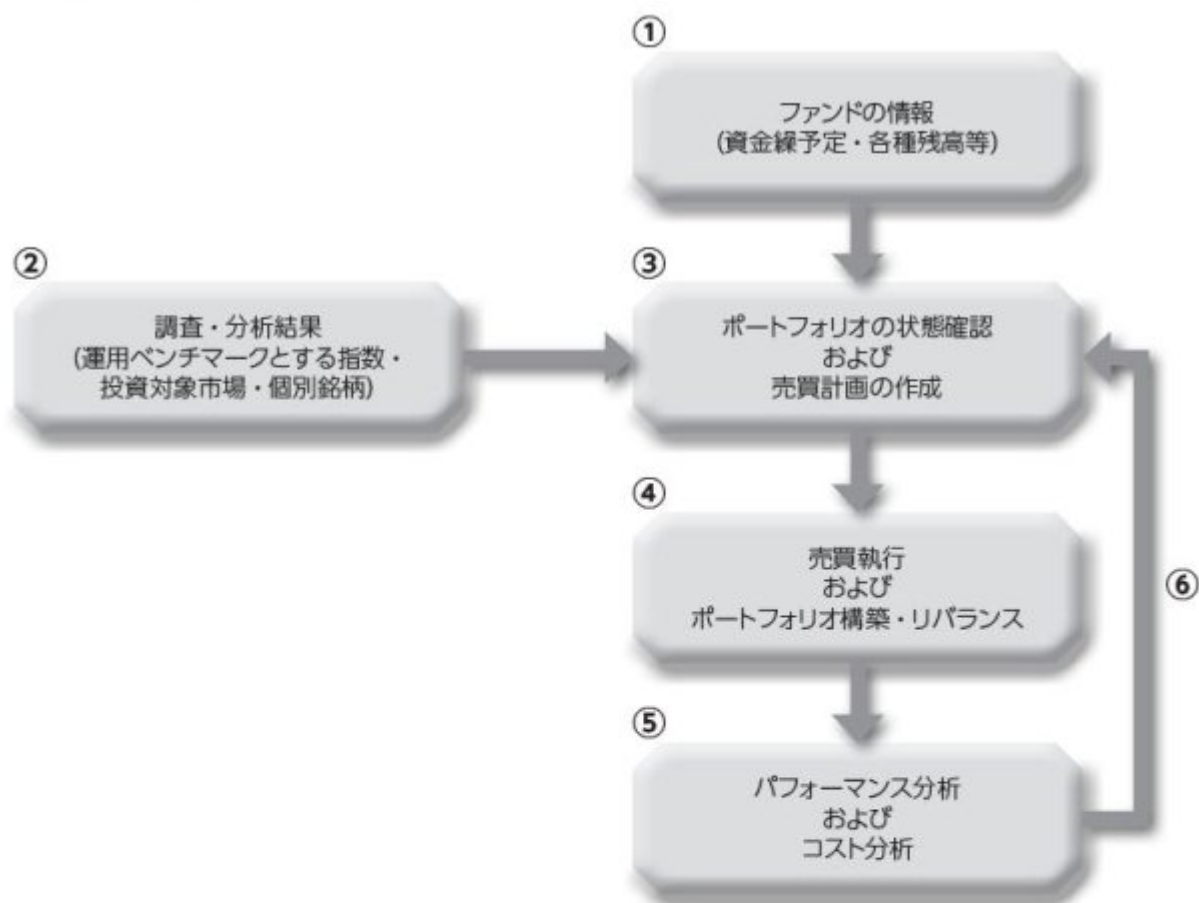 ①
ファンドの情報
(資金繰予定・各種残高等)
②
調査・分析結果
(運用ベンチマークとする指数・
投資対象市場・個別銘柄)
③
ポートフォリオの状態確認
および
売買計画の作成
④
売買執行
および
ポートフォリオ構築・リバランス
⑤
パフォーマンス分析
および
コスト分析
⑥